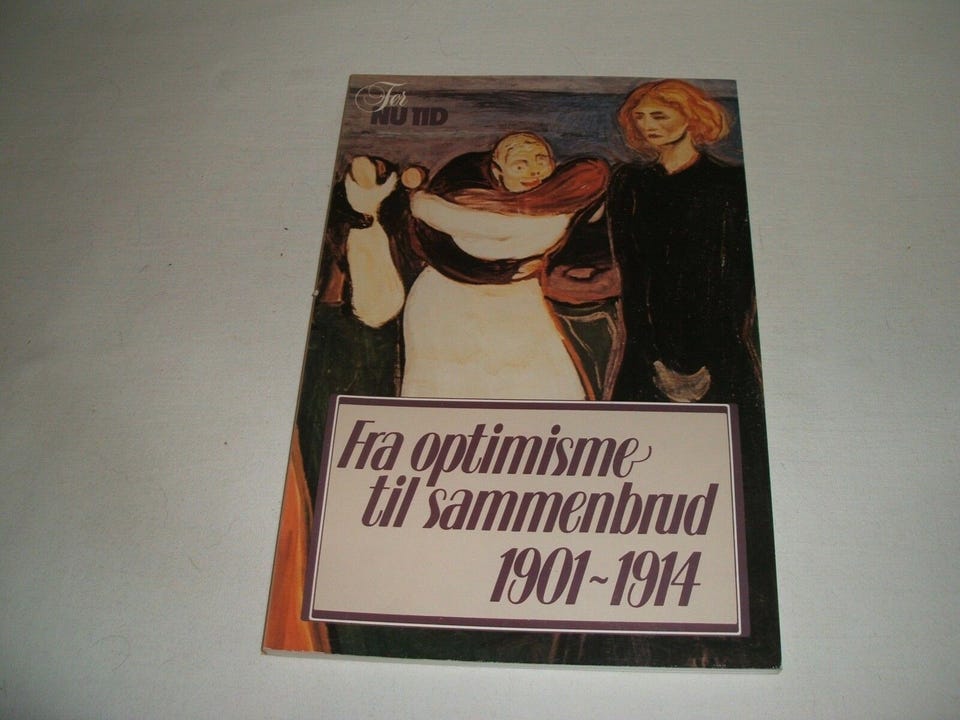 Før
NU TID
Fra optimisme
til sammenbrud
1901~1914